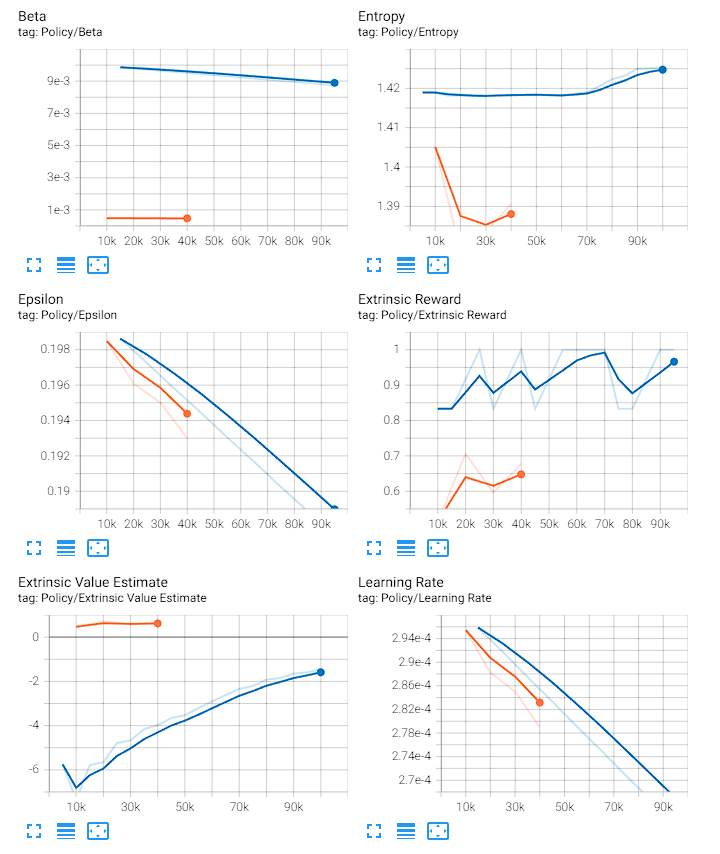 Beta
tag: Policy/Beta
9e-3
7e-3
5e-3
3e-3
1e-3
10k 20k 30k 40k 50k 60k 70k 80k 90k
Entropy
tag: Policy/Entropy
1.42
1.41
1.4
1.39
10k 30k 50k 70k 90k
Epsilon
tag: Policy/Epsilon
0.198
0.196
0.194
0.192
0.19
10k 20k 30k 40k 50k 60k 70k 80k 90k
Extrinsic Reward
tag: Policy/Extrinsic Reward
1
0.9
0.8
0.7
0.6
10k 20k 30k 40k 50k 60k 70k 80k 90k
Extrinsic Value Estimate
tag: Policy/Extrinsic Value Estimate
0
-2
-4
-6
10k 30k 50k 70k 90k
Learning Rate
tag: Policy/Learning Rate
2.94e-4
2.9e-4
2.86e-4
2.82e-4
2.78e-4
2.74e-4
2.7e-4
10k 30k 50k 70k 90k